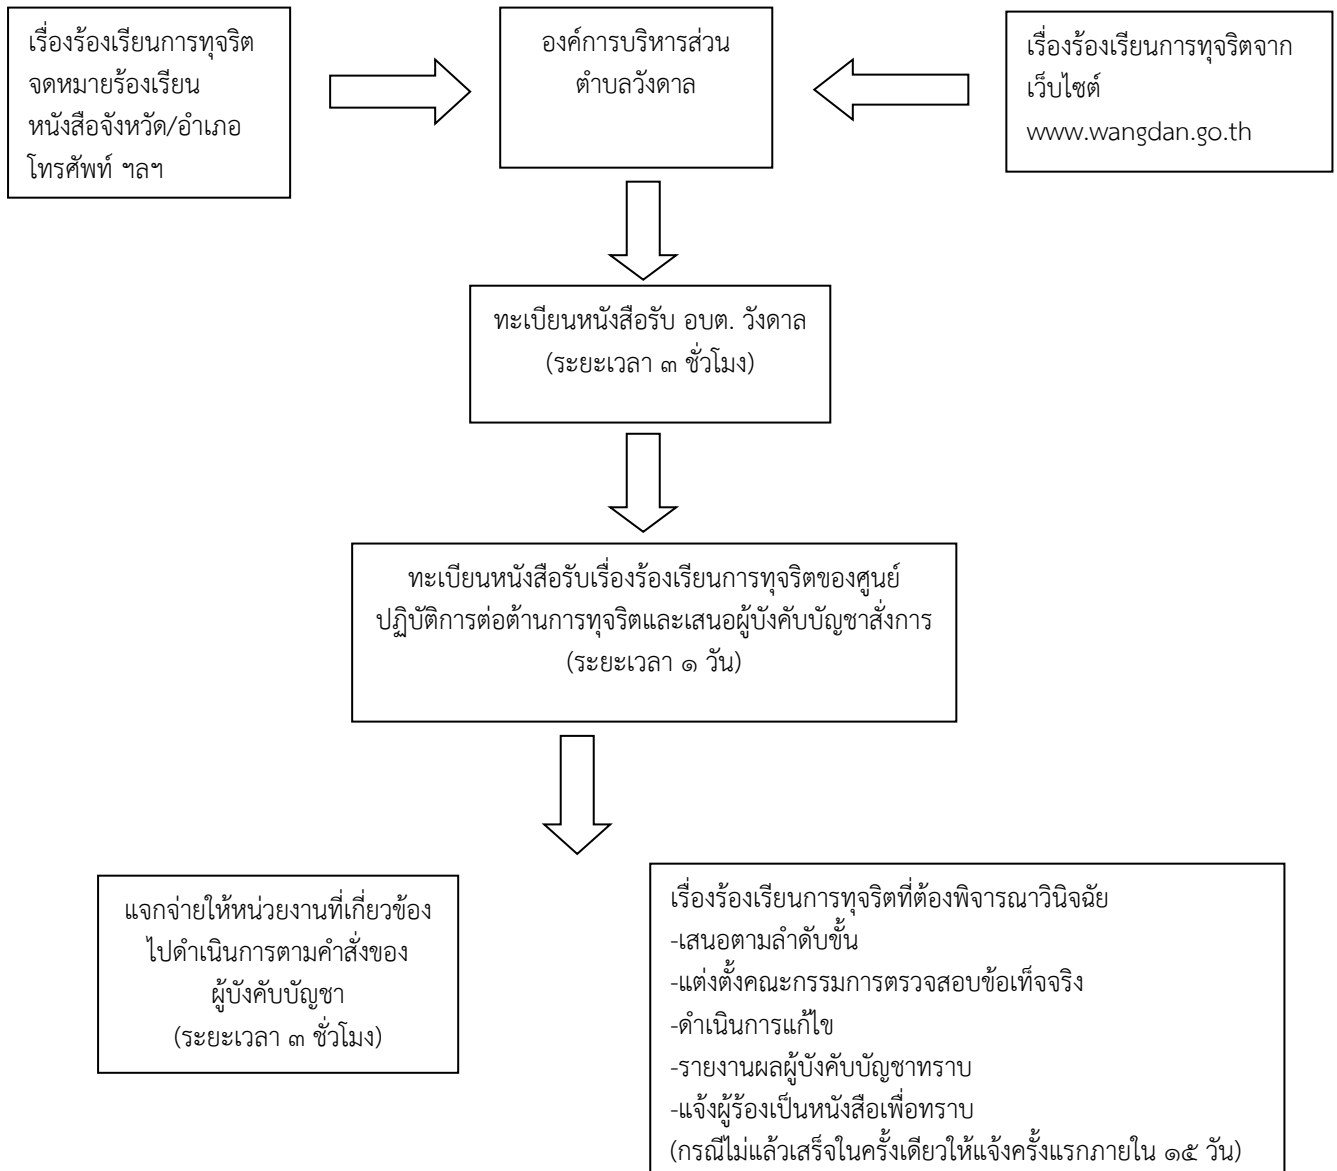 เรื่องร้องเรียนการทุจริต
จดหมายร้องเรียน
หนังสือจังหวัด/อำเภอ
โทรศัพท์ ฯลฯ
องค์การบริหารส่วน
ตำบลวังดาล
เรื่องร้องเรียนการทุจริตจาก
เว็บไซต์
www.wangdan.go.th
ทะเบียนหนังสือรับ อบต. วังดาล
(ระยะเวลา ๓ ชั่วโมง)
ทะเบียนหนังสือรับเรื่องร้องเรียนการทุจริตของศูนย์
ปฏิบัติการต่อต้านการทุจริตและเสนอผู้บังคับบัญชาสั่งการ
(ระยะเวลา ๑ วัน)
แจกจ่ายให้หน่วยงานที่เกี่ยวข้อง
ไปดำเนินการตามคำสั่งของ
ผู้บังคับบัญชา
(ระยะเวลา ๓ ชั่วโมง)
เรื่องร้องเรียนการทุจริตที่ต้องพิจารณาวินิจฉัย
-เสนอตามลำดับขั้น
-แต่งตั้งคณะกรรมการตรวจสอบข้อเท็จจริง
-ดำเนินการแก้ไข
-รายงานผลผู้บังคับบัญชาทราบ
-แจ้งผู้ร้องเป็นหนังสือเพื่อทราบ
(กรณีไม่แล้วเสร็จในครั้งเดียวให้แจ้งครั้งแรกภายใน ๑๕ วัน)